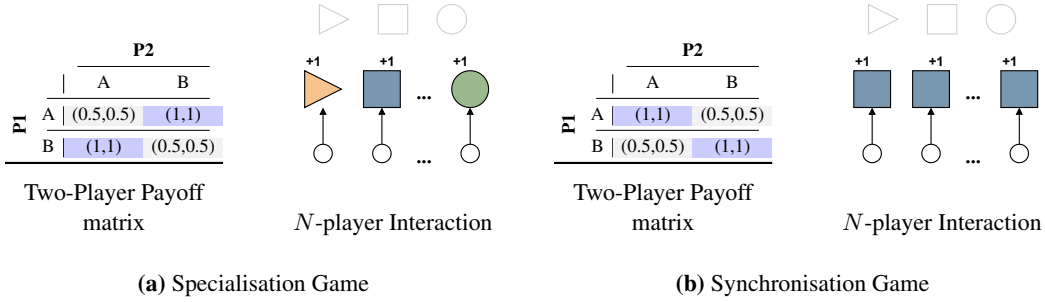 P2
A B
P1
A (0.5,0.5) (1,1)
B (1,1) (0.5,0.5)
Two-Player Payoff
matrix
+1 +1 +1
...
...
N-player Interaction
(a) Specialisation Game
P2
A B
P1
A (1,1) (0.5,0.5)
B (0.5,0.5) (1,1)
Two-Player Payoff
matrix
+1 +1 +1
...
...
N-player Interaction
(b) Synchronisation Game